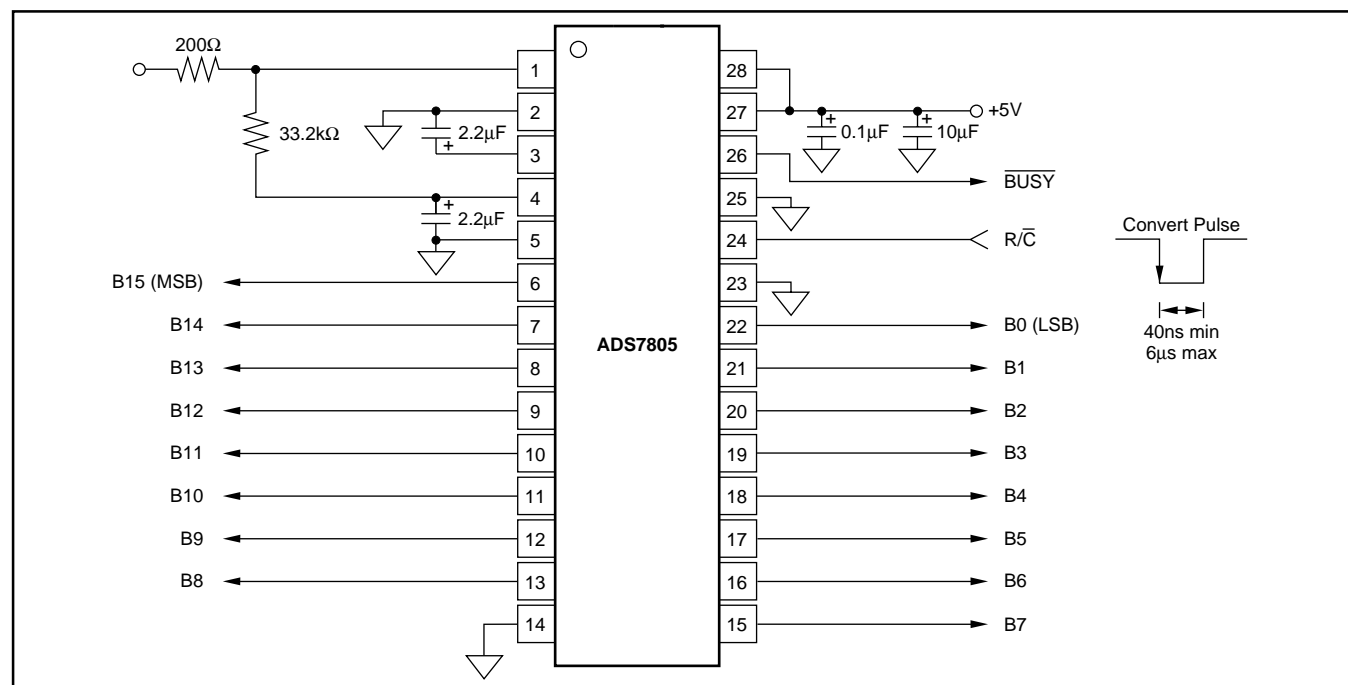 200Ω
33.2kΩ
2.2µF
+
+
2.2µF
B15 (MSB)
B14
B13
B12
B11
B10
B9
B8
1
2
3
4
5
6
7
8
9
10
11
12
13
14
ADS7805
28
27
26
25
24
23
22
21
20
19
18
17
16
15
+5V
+
0.1µF
+
10µF
BUSY
R/C
B0 (LSB)
B1
B2
B3
B4
B5
B6
B7
Convert Pulse
40ns min
6µs max